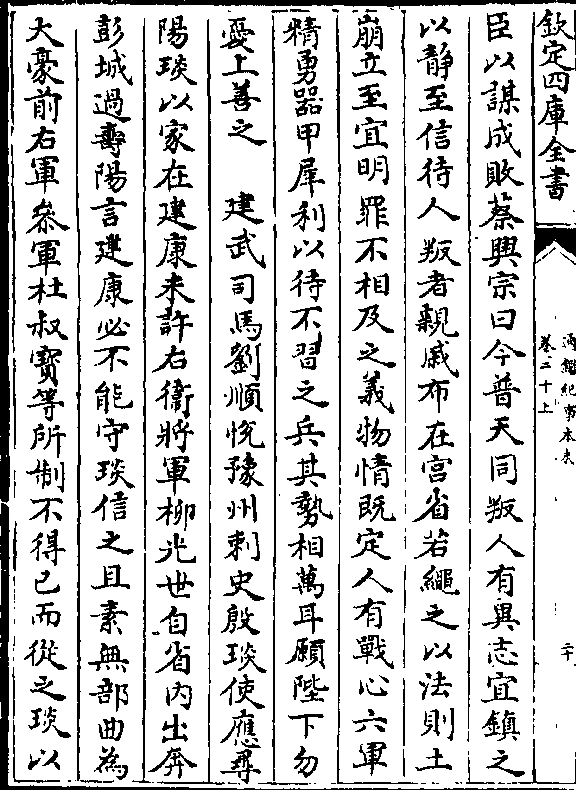 欽定四庫全書
通鑑紀事本末
卷二十上
二十
臣以謀成敗蔡興宗曰今普天同叛人有異志宜鎮之
以靜至信待人叛者親戚布在宮省若繩之以法則土
崩立至宜明罪不相及之義物情既定人有戰心六軍
精勇器甲犀利以待不習之兵其勢相萬耳願陛下勿
憂上善之　建武司馬劉順悅豫州刺史殷琰使應尋
陽琰以家在建康未許右衛將軍柳光世自省內出奔
彭城過壽陽言建康必不能守琰信之且素無部曲為
大豪前右軍叅軍杜叔寳等所制不得已而從之琰以